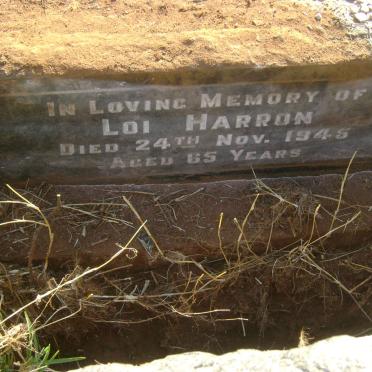 IN LOVING MEMORY OF
LOI HARRON
DIED 24TH NOV. 1945
AGED 65 YEARS